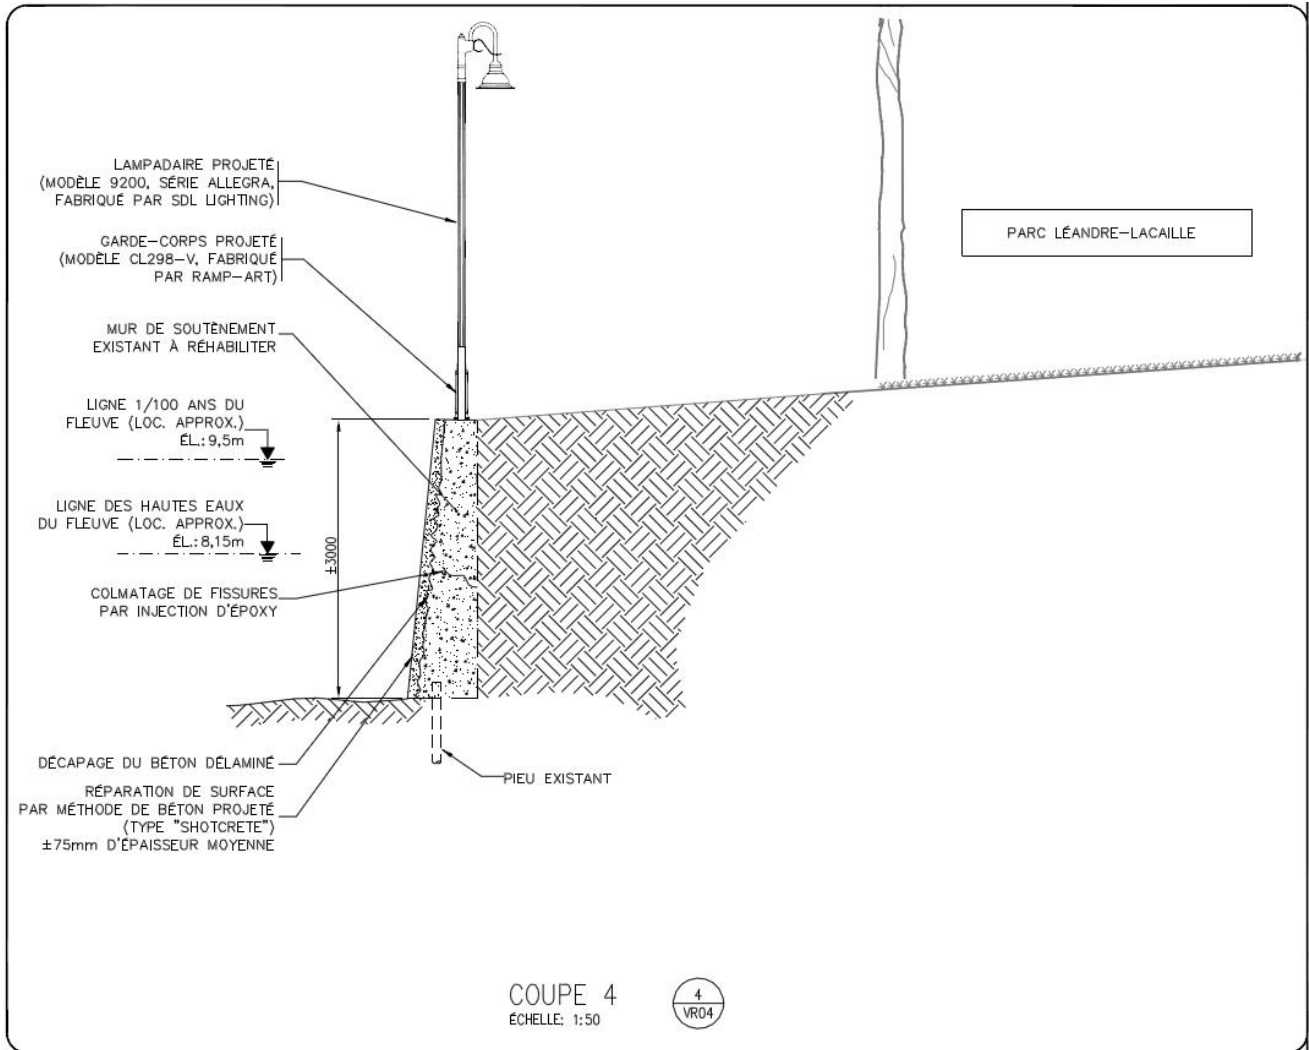 LAMPADAIRE PROJETÉ
(MODÈLE 9200, SÉRIE ALLEGRA,
FABRIQUÉ PAR SDL LIGHTING)
GARDE-CORPS PROJETÉ
(MODÈLE CL298-V, FABRIQUÉ
PAR RAMP-ART)
MUR DE SOUTÈNEMENT
EXISTANT À RÉHABILITER
LIGNE 1/100 ANS DU
FLEUVE (LOC. APPROX.)
ÉL.: 9,5m
LIGNE DES HAUTES EAUX
DU FLEUVE (LOC. APPROX.)
ÉL.: 8,15m
±3000
COLMATAGE DE FISSURES
PAR INJECTION D'ÉPOXY
DÉCAPAGE DU BÉTON DÉLAMINÉ
RÉPARATION DE SURFACE
PAR MÉTHODE DE BÉTON PROJETÉ
(TYPE "SHOTCRETE")
±75mm D'ÉPAISSEUR MOYENNE
PIEU EXISTANT
PARC LÉANDRE-LACAILLE
COUPE 4
ÉCHELLE: 1:50
4
VR04